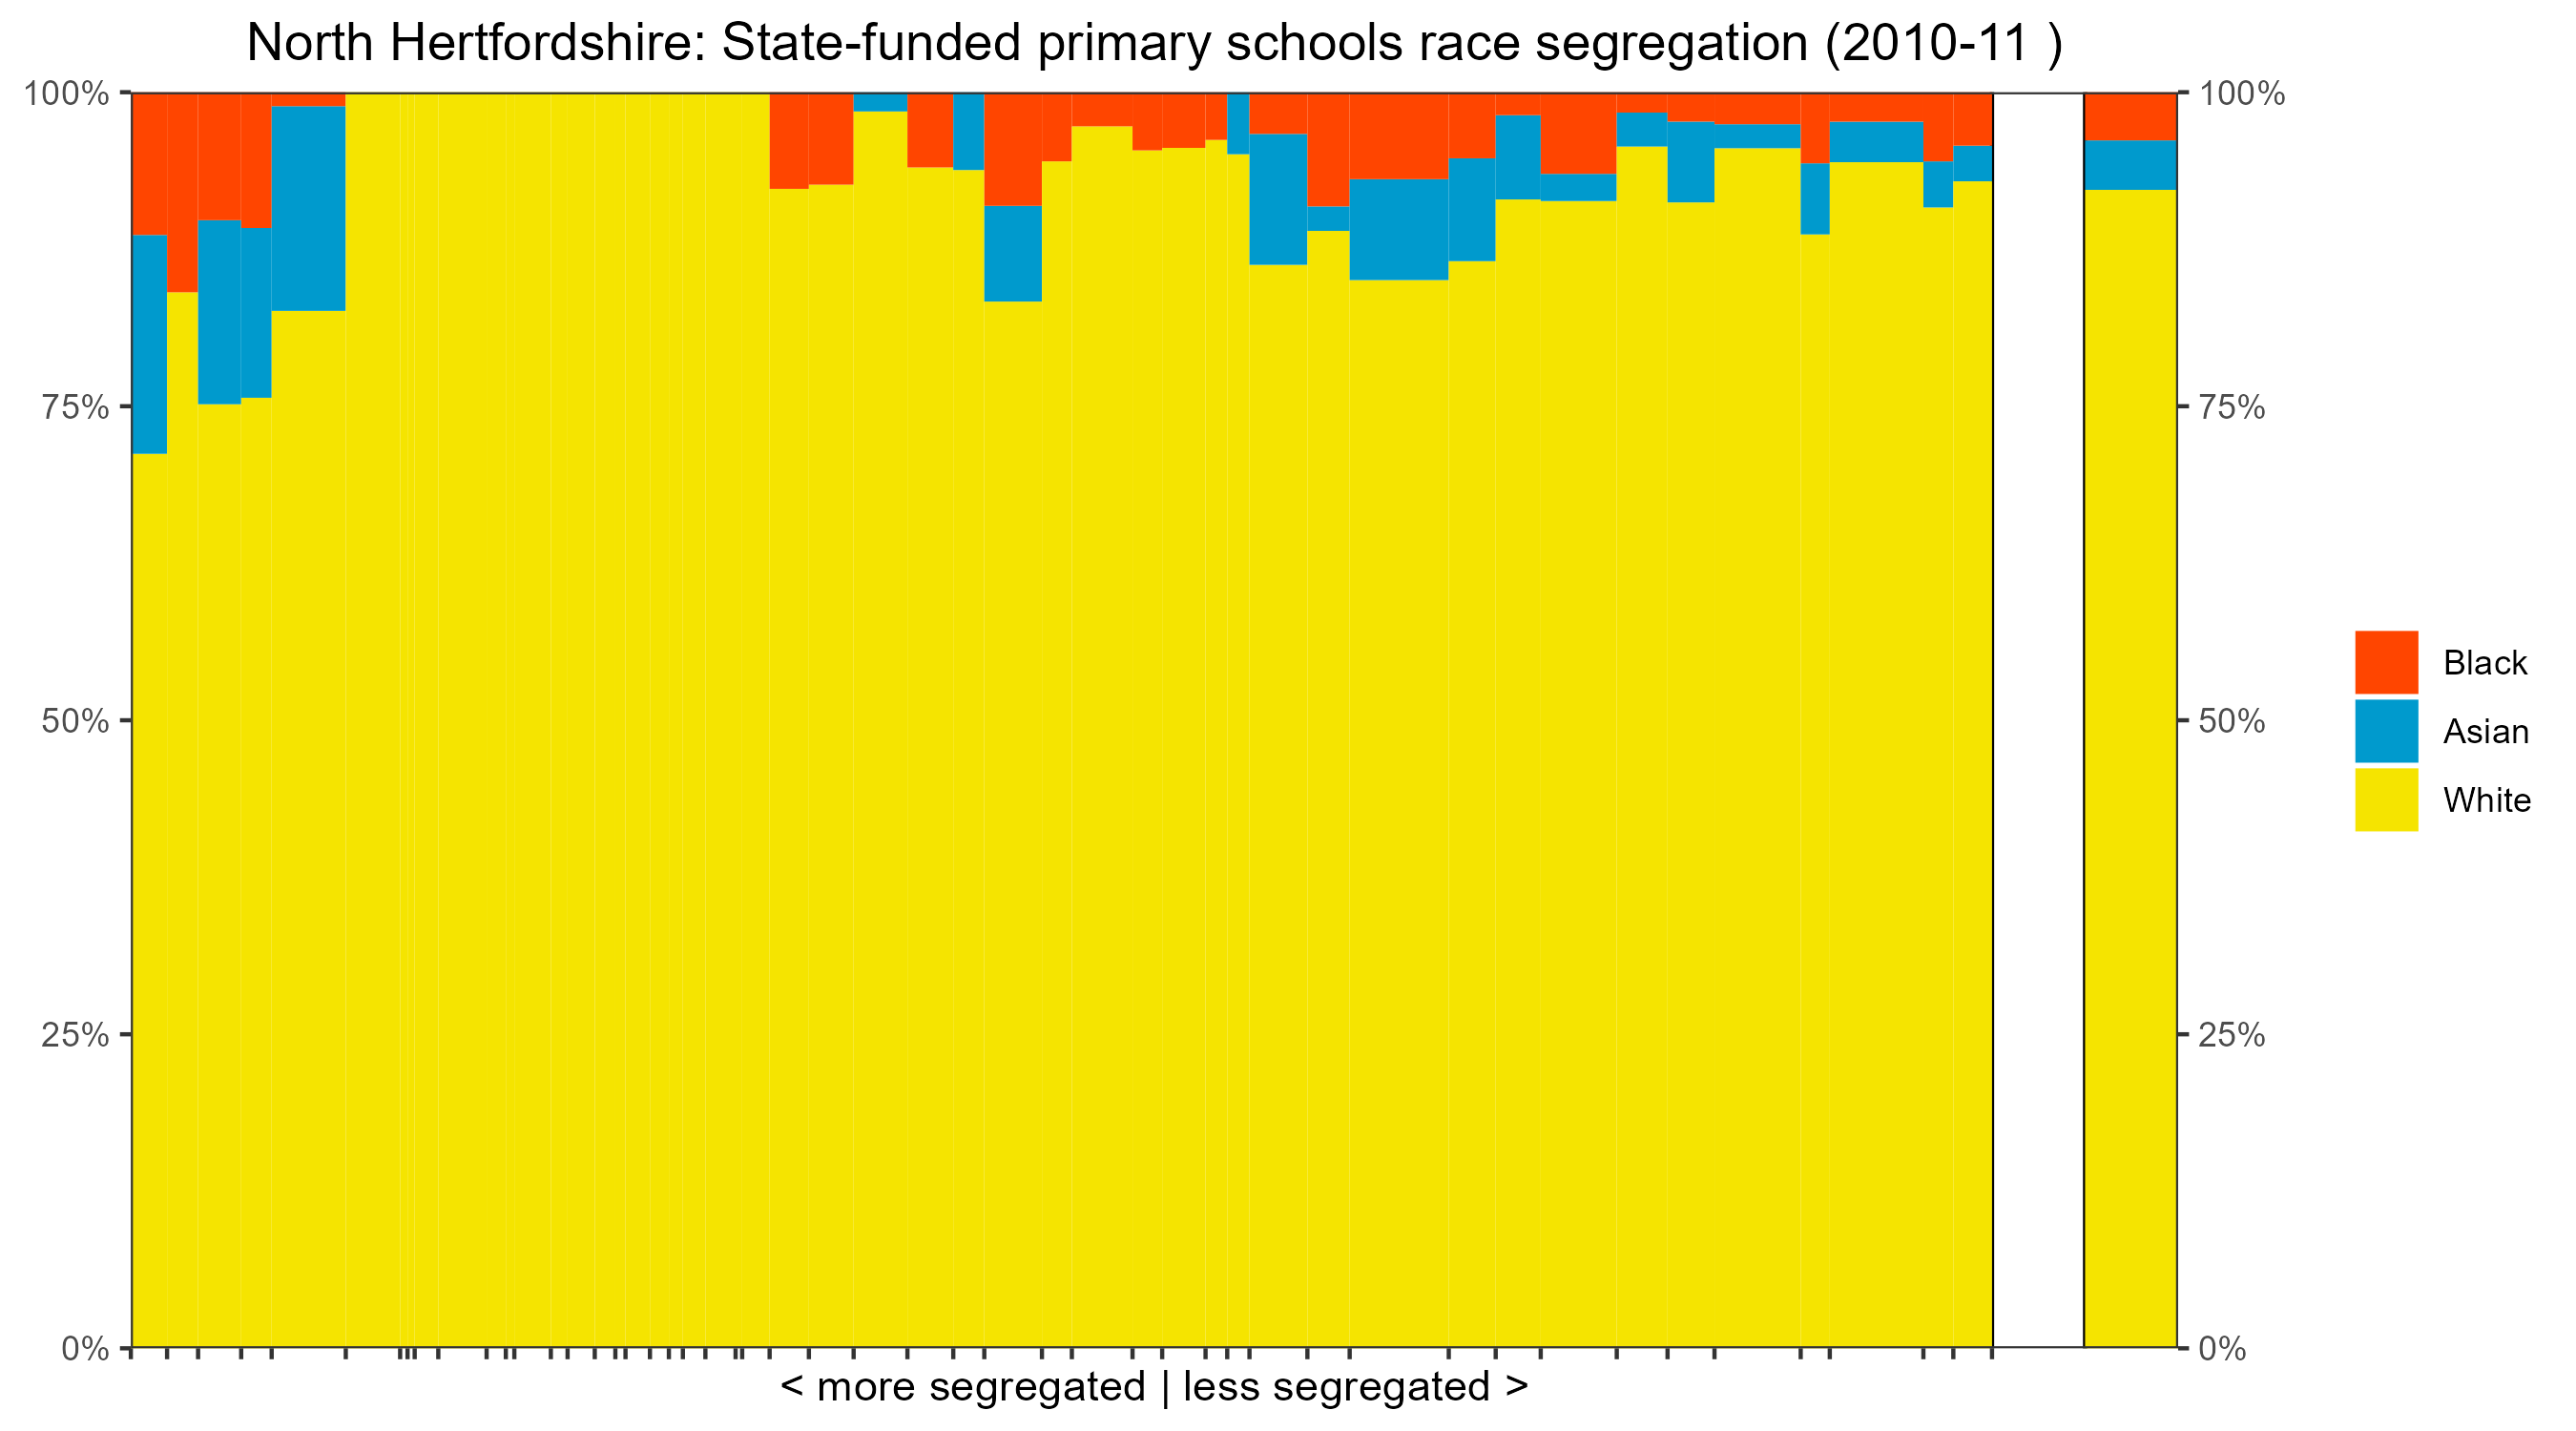 North Hertfordshire: State-funded primary schools race segregation (2010-11 )
100%
75%
50%
25%
0%
100%
75%
50%
25%
0%
Black
Asian
White
< more segregated | less segregated >